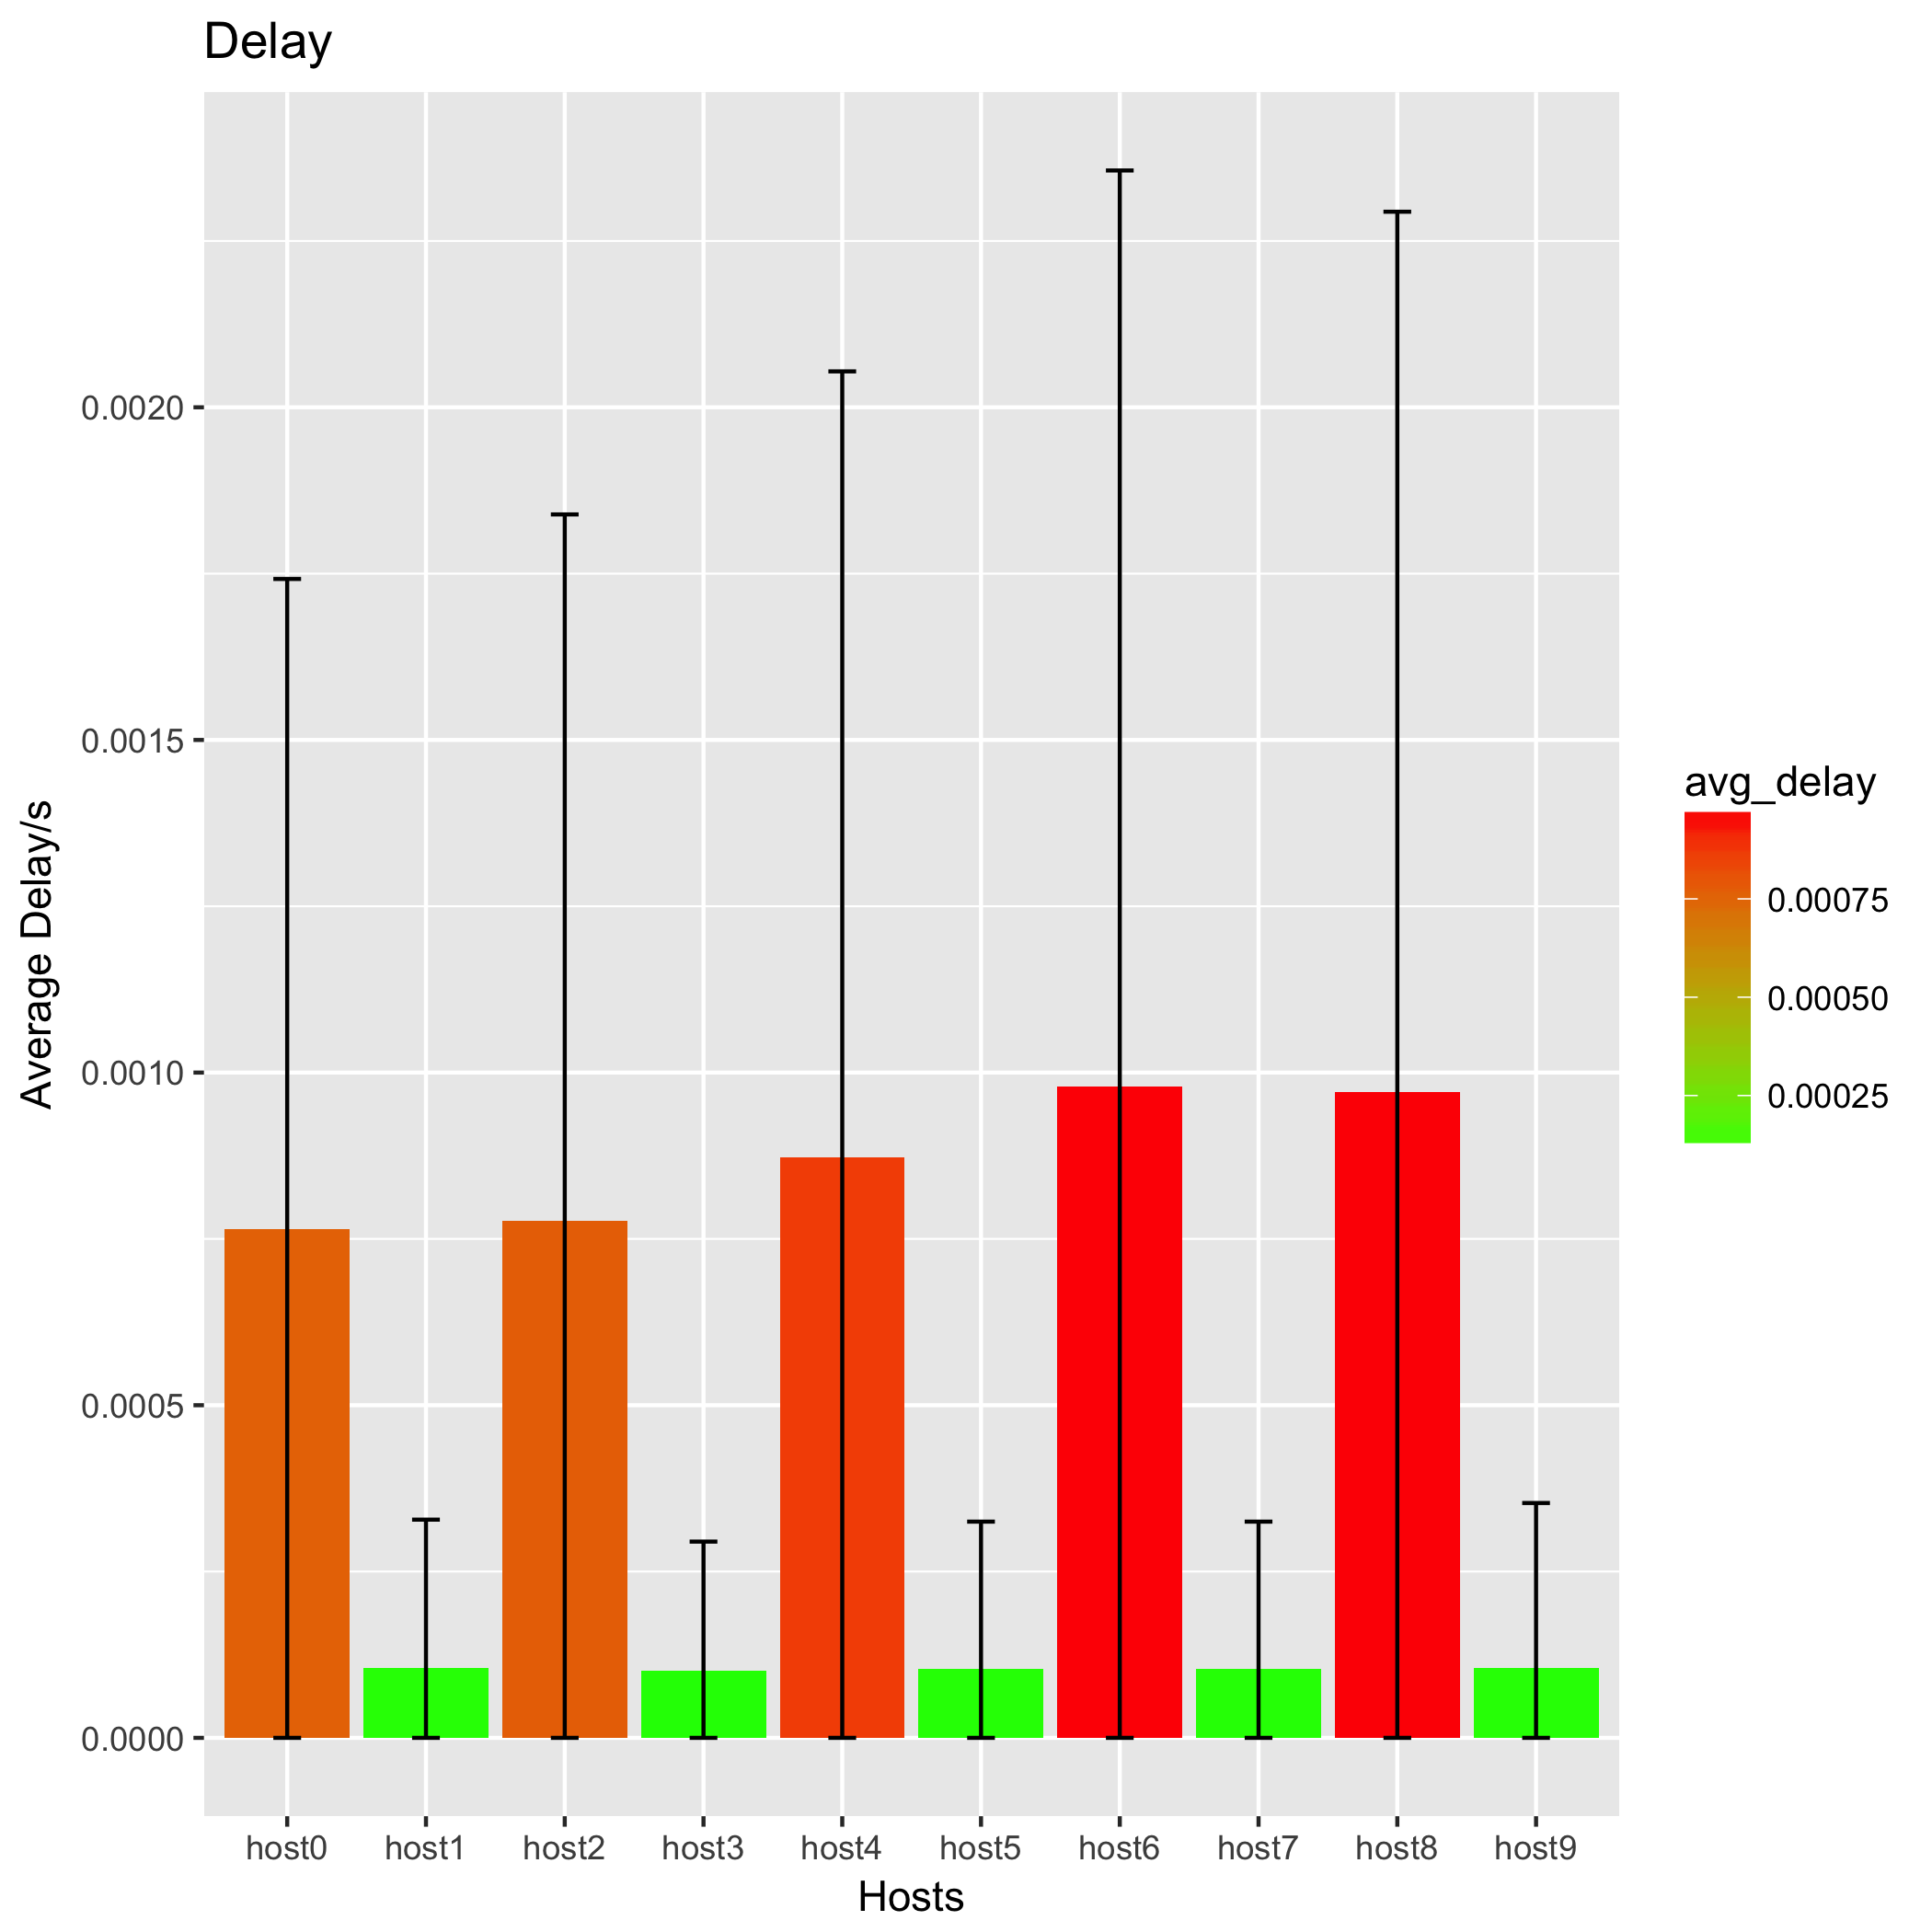 Delay
Average Delay/s
0.0020
0.0015
0.0010
0.0005
0.0000
host0 host1 host2 host3 host4 host5 host6 host7 host8 host9
Hosts
avg_delay
0.00075
0.00050
0.00025